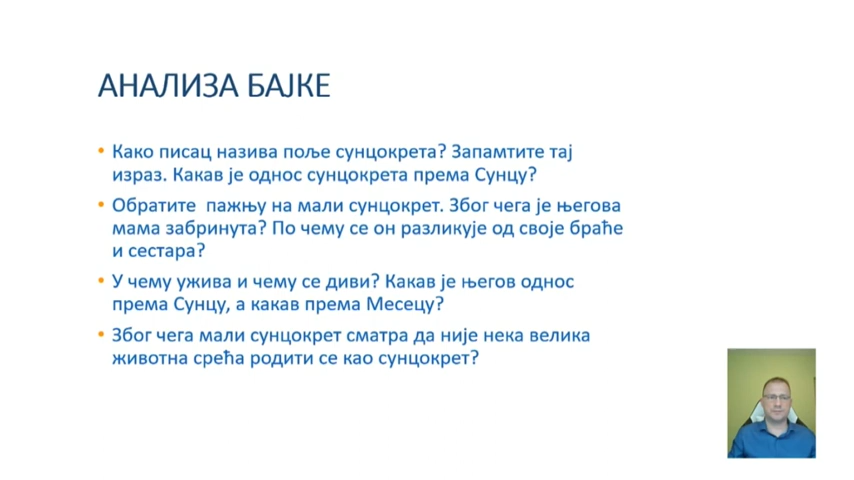 АНАЛИЗА БАЈКЕ
• Како писац назива поље сунцокрета? Запамтите тај
израз. Какав је однос сунцокрета према Сунцу?
• Обратите пажњу на мали сунцокрет. Због чега је његова
мама забринута? По чему се он разликује од своје браће
и сестара?
• У чему ужива и чему се диви? Какав је његов однос
према Сунцу, а какав према Месецу?
• Због чега мали сунцокрет сматра да није нека велика
животна срећа родити се као сунцокрет?